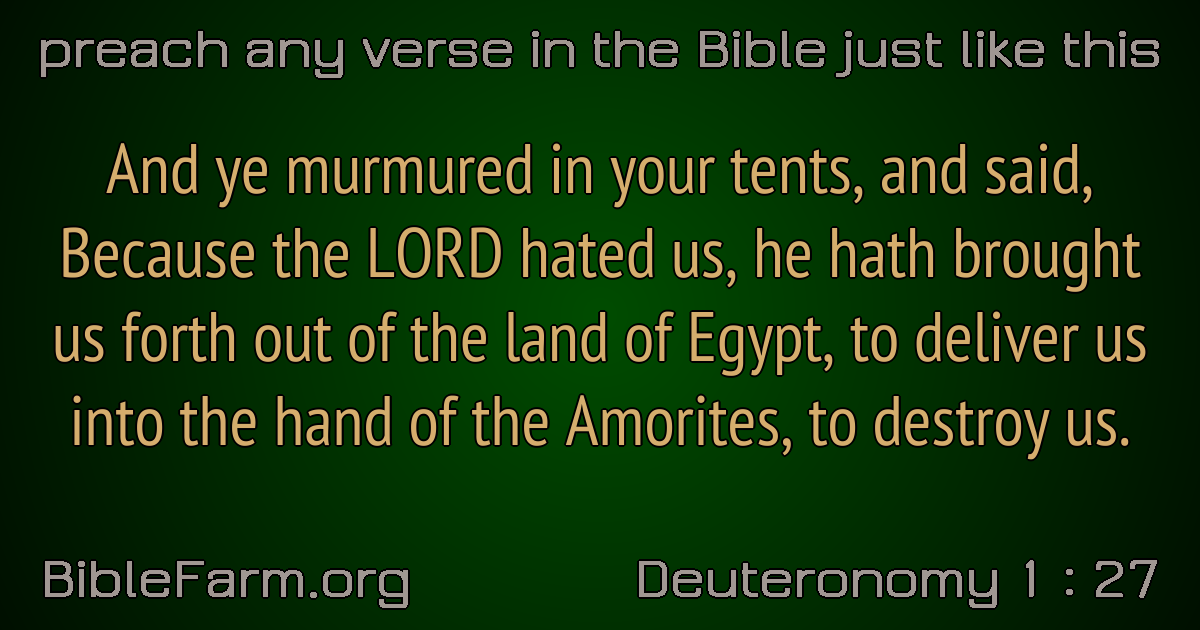 preach any verse in the Bible just like this
And ye murmured in your tents, and said,
Because the LORD hated us, he hath brought
us forth out of the land of Egypt, to deliver us
into the hand of the Amorites, to destroy us.
BibleFarm.org
Deuteronomy 1 : 27